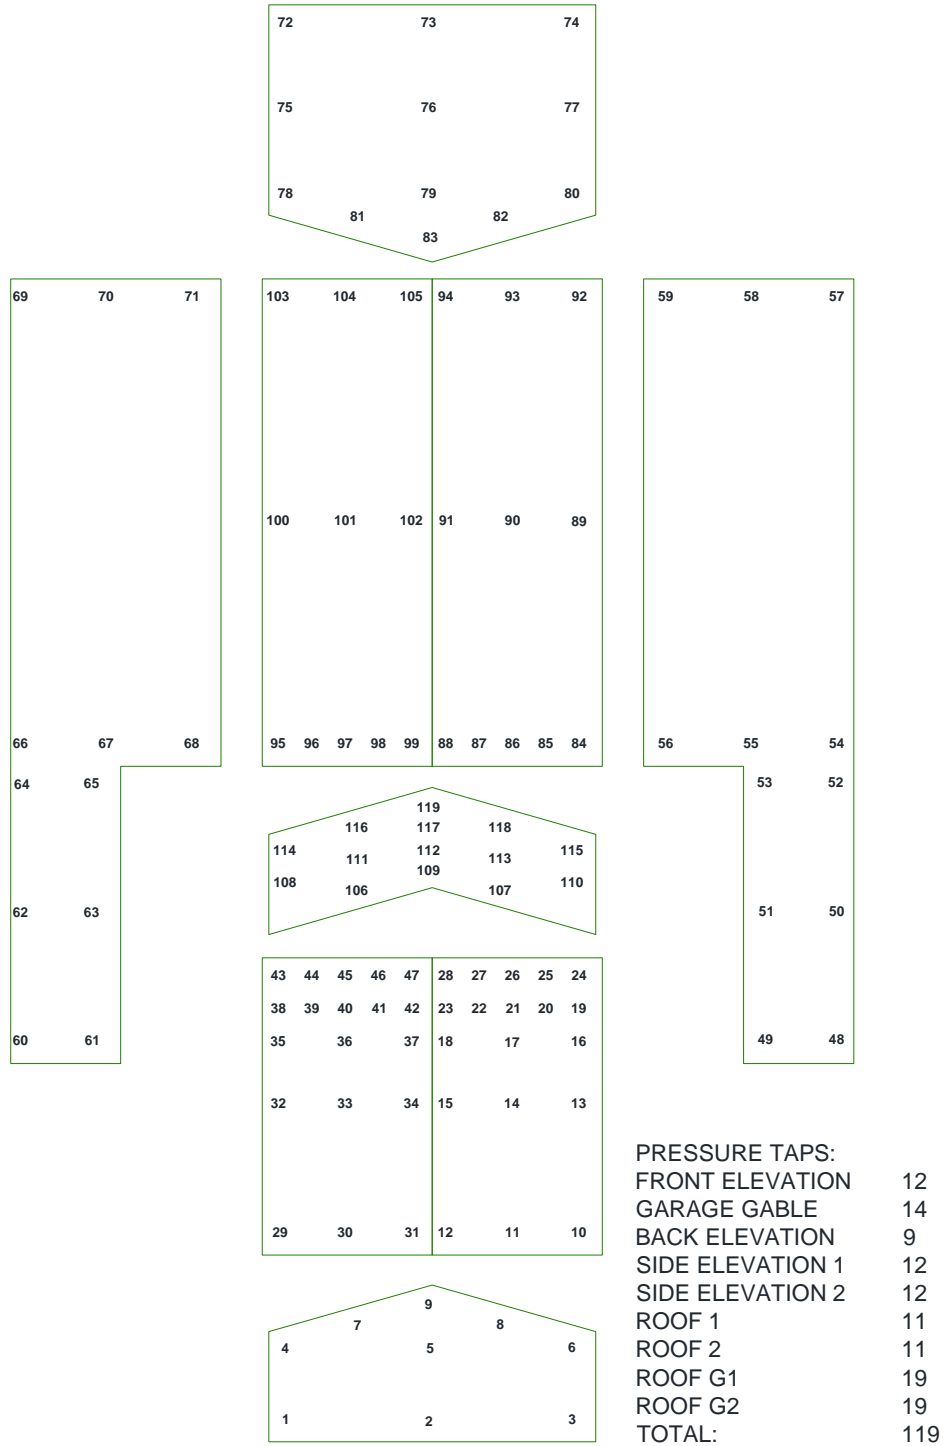 72 73 74
75 76 77
78 79 80
81 82
83
69 70 71 103 104 105 94 93 92 59 58 57
100 101 102 91 90 89
66 67 68 95 96 97 98 99 88 87 86 85 84 56 55 54
64 65 53 52
119
116 117 118
114 111 112 113 115
108 106 109 107 110
62 63 51 50
43 44 45 46 47 28 27 26 25 24
38 39 40 41 42 23 22 21 20 19
60 61 35 36 37 18 17 16 49 48
32 33 34 15 14 13
29 30 31 12 11 10
9
7 8
4 5 6
1 2 3
PRESSURE TAPS:
FRONT ELEVATION 12
GARAGE GABLE 14
BACK ELEVATION 9
SIDE ELEVATION 1 12
SIDE ELEVATION 2 12
ROOF 1 11
ROOF 2 11
ROOF G1 19
ROOF G2 19
TOTAL: 119